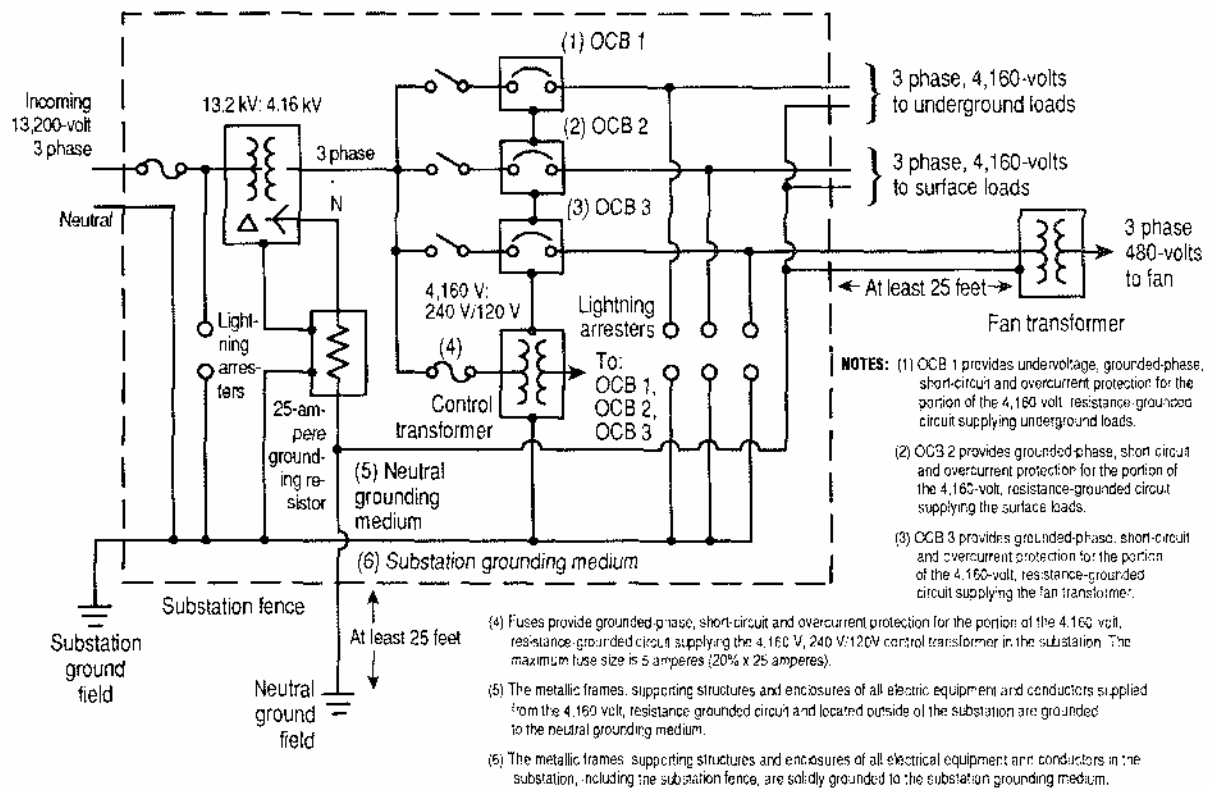 (1) OCB 1
Incoming
13,200-volt
3 phase
13.2 kV: 4.16 kV
3 phase, 4,160-volts
to underground loads
(2) OCB 2
3 phase
3 phase, 4,160-volts
to surface loads
N
Neutral
Δ
(3) OCB 3
3 phase
480-volts
to fan
4,160 V:
240 V/120 V
At least 25 feet
Fan transformer
Lightning
arresters
Light-
ning
arres-
ters
(4)
To:
OCB 1,
OCB 2,
OCB 3
Control
transformer
25-am-
pere
ground-
ing re-
sistor
(5) Neutral
grounding
medium
(6) Substation grounding medium
Substation fence
Substation
ground
field
At least 25 feet
Neutral
ground
field
NOTES: (1) OCB 1 provides undervoltage, grounded-phase,
short-circuit and overcurrent protection for the
portion of the 4,160 volt, resistance-grounded
circuit supplying underground loads.
(2) OCB 2 provides grounded-phase, short circuit
and overcurrent protection for the portion of
the 4,160-volt, resistance-grounded circuit
supplying the surface loads.
(3) OCB 3 provides grounded-phase, short-circuit
and overcurrent protection for the portion
of the 4,160-volt, resistance-grounded
circuit supplying the fan transformer.
(4) Fuses provide grounded-phase, short-circuit and overcurrent protection for the portion of the 4,160 volt,
resistance-grounded circuit supplying the 4,160 V, 240 V/120V control transformer in the substation. The
maximum fuse size is 5 amperes (20% x 25 amperes).
(5) The metallic frames, supporting structures and enclosures of all electric equipment and conductors supplied
from the 4,160 volt, resistance grounded circuit and located outside of the substation are grounded
to the neutral grounding medium.
(6) The metallic frames, supporting structures and enclosures of all electrical equipment and conductors in the
substation, including the substation fence, are solidly grounded to the substation grounding medium.